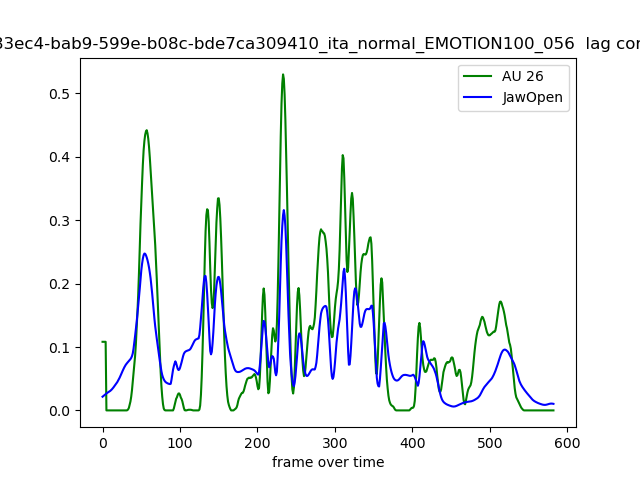 33ec4-bab9-599e-b08c-bde7ca309410_ita_normal_EMOTION100_056 lag cor
AU 26
JawOpen
0.5
0.4
0.3
0.2
0.1
0.0
0 100 200 300 400 500 600
frame over time